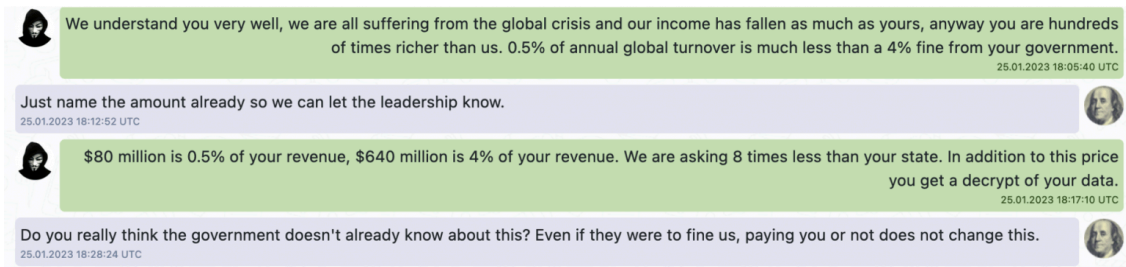 We understand you very well, we are all suffering from the global crisis and our income has fallen as much as yours, anyway you are hundreds
of times richer than us. 0.5% of annual global turnover is much less than a 4% fine from your government.
25.01.2023 18:05:40 UTC
Just name the amount already so we can let the leadership know.
25.01.2023 18:12:52 UTC
$80 million is 0.5% of your revenue, $640 million is 4% of your revenue. We are asking 8 times less than your state. In addition to this price
you get a decrypt of your data.
25.01.2023 18:17:10 UTC
Do you really think the government doesn't already know about this? Even if they were to fine us, paying you or not does not change this.
25.01.2023 18:28:24 UTC